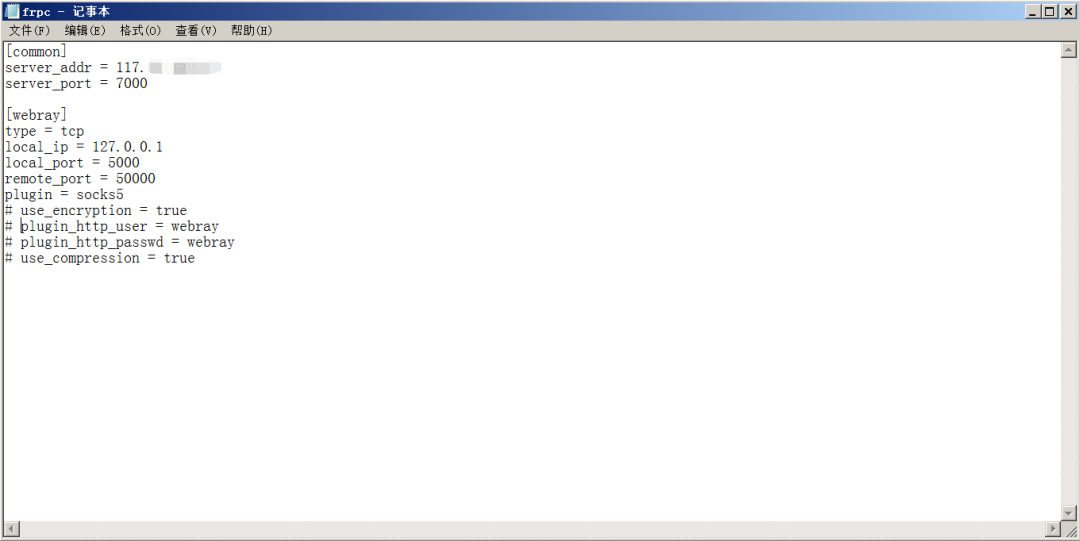 frpc - 记事本
文件(F) 编辑(E) 格式(O) 查看(V) 帮助(H)
[common]
server_addr = 117.
server_port = 7000
[webray]
type = tcp
local_ip = 127.0.0.1
local_port = 5000
remote_port = 50000
plugin = socks5
# use_encryption = true
# plugin_http_user = webray
# plugin_http_passwd = webray
# use_compression = true